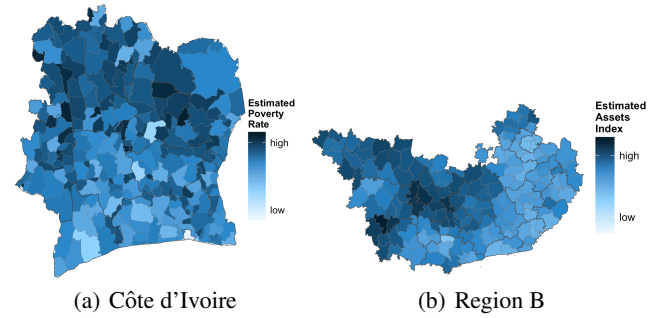 Estimated
Poverty
Rate
high
low
(a) Côte d'Ivoire
Estimated
Assets
Index
high
low
(b) Region B